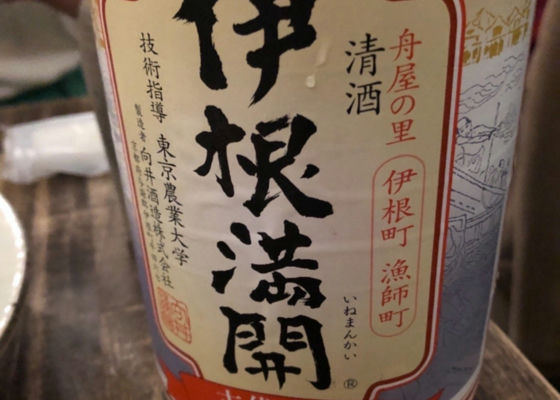 舟屋の里
伊根町 漁師町
清酒
伊根満開
いねまんかい
®
技術指導 東京農業大学
製造者 向井酒造株式会社